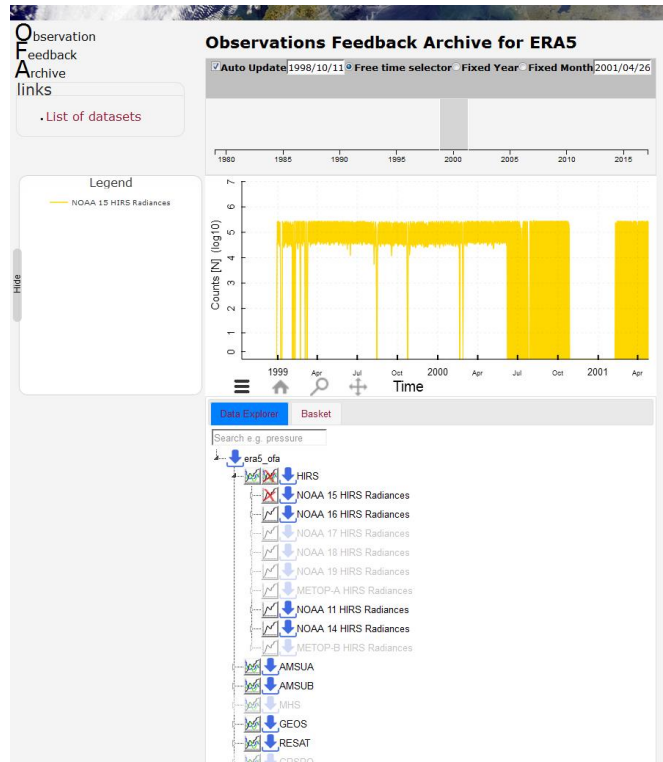 Observation
Feedback
Archive
links
List of datasets
Observations Feedback Archive for ERA5
Auto Update 1998/10/11 Free time selector Fixed Year Fixed Month 2001/04/26
1980 1985 1990 1995 2000 2005 2010 2015
Legend
NOAA 15 HIRS Radiances
Hide
Counts [N] (log10)
7
6
5
4
3
2
1
0
1999 Apr Jul Oct 2000 Apr Jul Oct 2001 Apr
Time
Data Explorer Basket
Search e.g. pressure
era5_ofa
HIRS
NOAA 15 HIRS Radiances
NOAA 16 HIRS Radiances
NOAA 17 HIRS Radiances
NOAA 18 HIRS Radiances
NOAA 19 HIRS Radiances
METOP-A HIRS Radiances
NOAA 11 HIRS Radiances
NOAA 14 HIRS Radiances
METOP-B HIRS Radiances
AMSUA
AMSUB
MHS
GEOS
RESAT